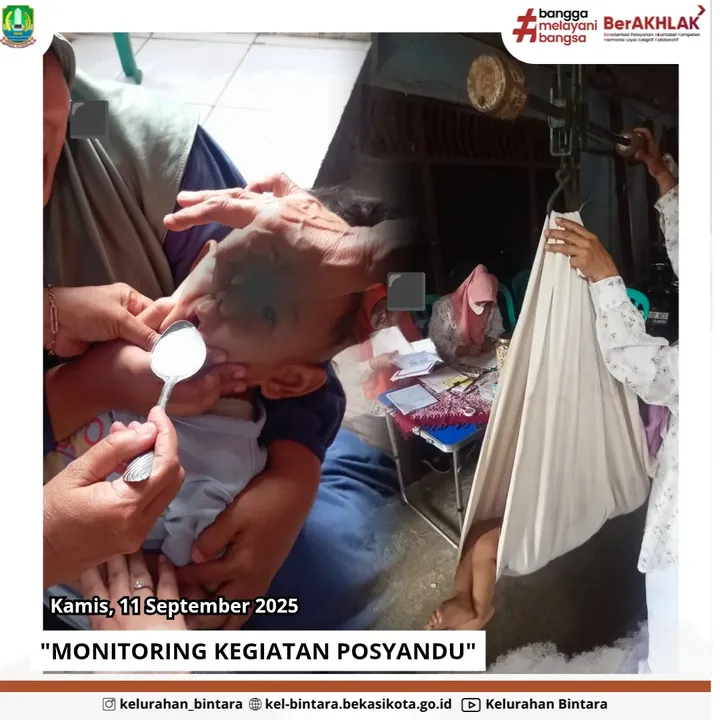 #bangga
melayani
bangsa
BerAKHLAK
Kamis, 11 September 2025
"MONITORING KEGIATAN POSYANDU"
kelurahan_bintara
kel-bintara.bekasikota.go.id
Kelurahan Bintara